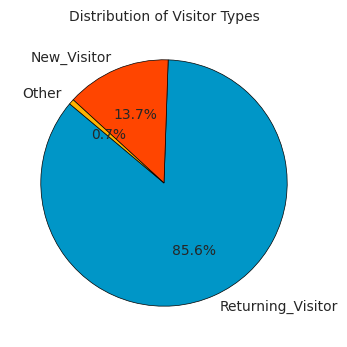 Distribution of Visitor Types
New_Visitor
Other
13.7%
0.7%
85.6%
Returning_Visitor